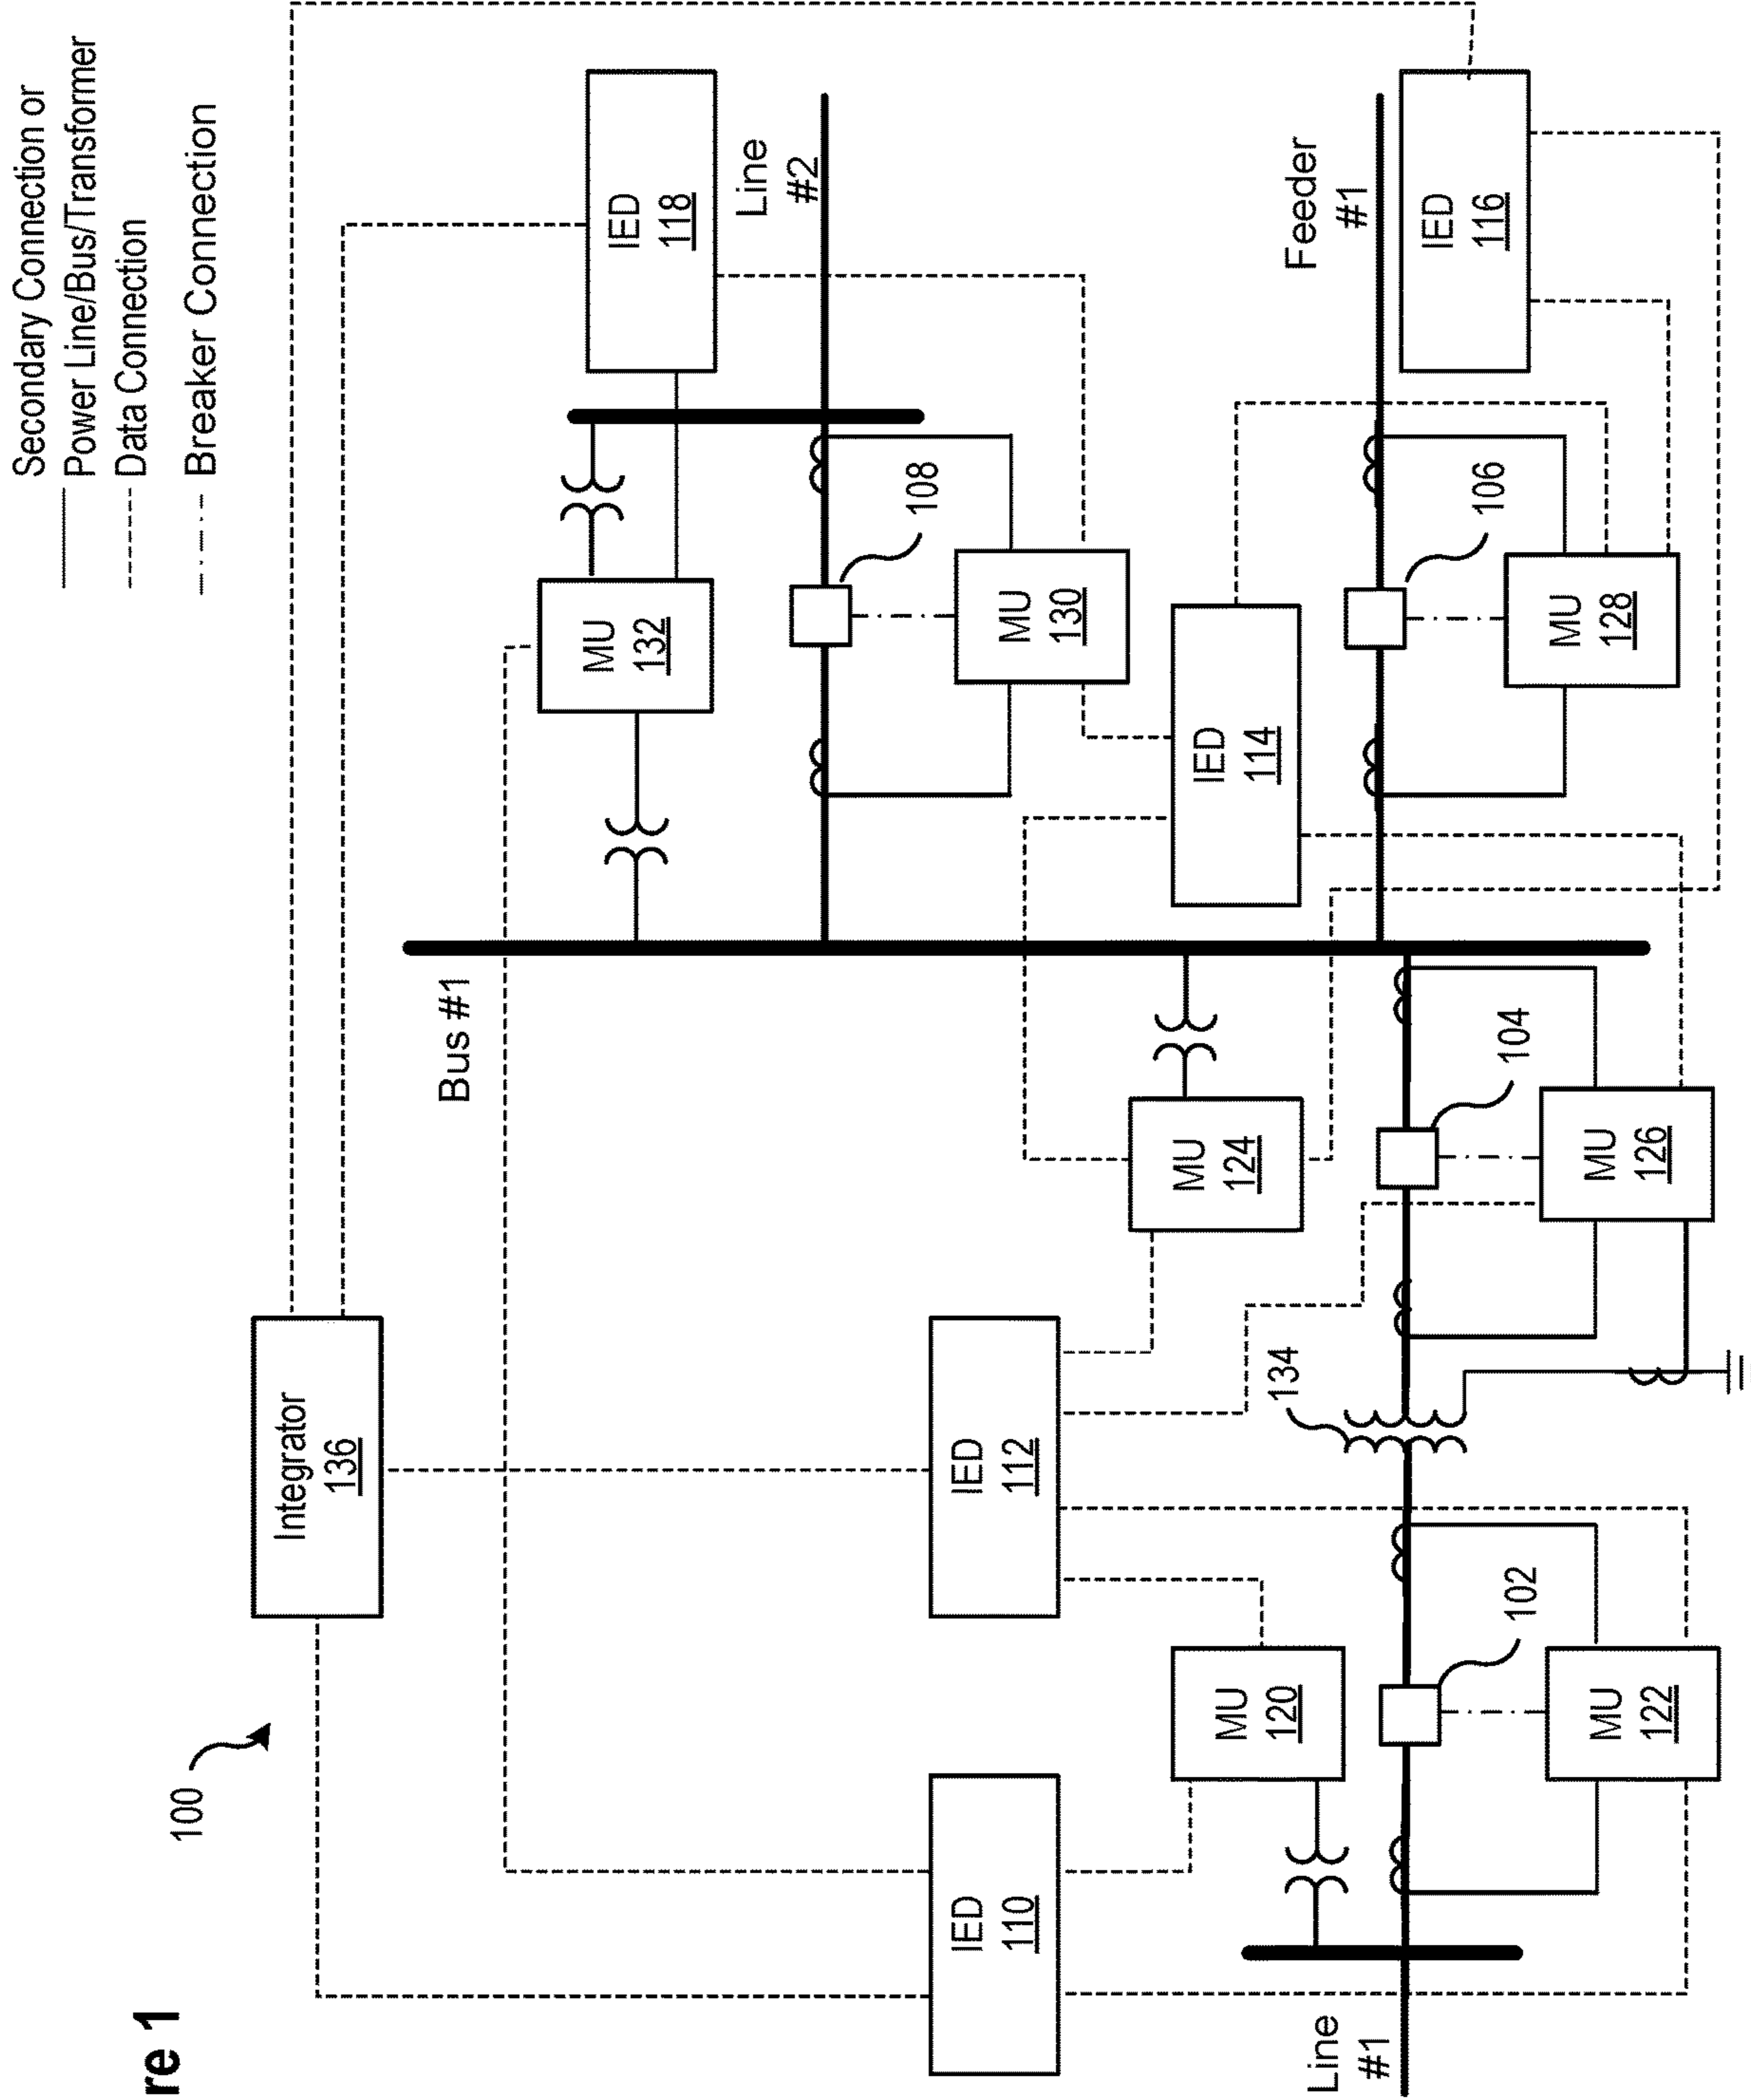 re 1
100
Secondary Connection or
Power Line/Bus/Transformer
Data Connection
Breaker Connection
Integrator
136
Bus #1
IED
110
IED
112
IED
118
Line
#2
MU
132
108
MU
130
IED
114
MU
124
MU
120
Line
#1
102
MU
122
134
104
MU
126
Feeder
#1
IED
116
106
MU
128